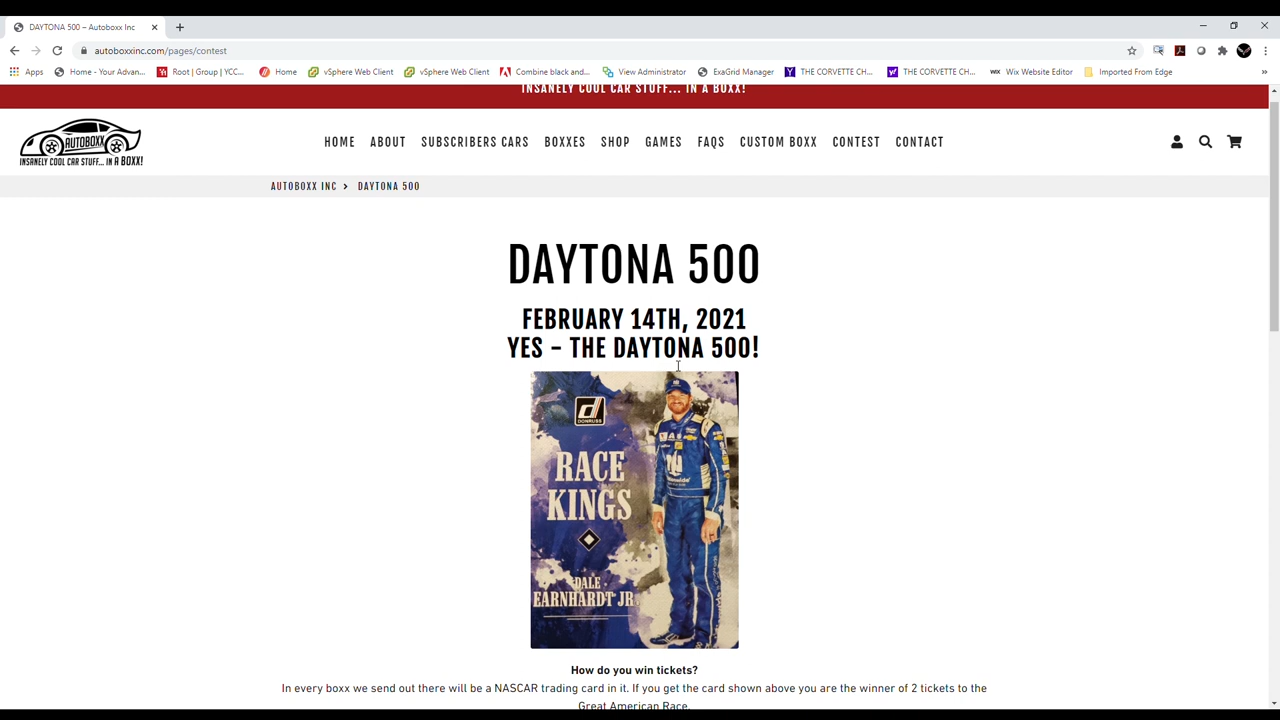 DAYTONA 500 – Autoboxx Inc
autoboxxinc.com/pages/contest
Apps
Home - Your Advan...
Root Group | YCC...
Home
vSphere Web Client
vSphere Web Client
Combine black and...
View Administrator
ExaGrid Manager
THE CORVETTE CH...
THE CORVETTE CH...
WIX Wix Website Editor
Imported From Edge
INSANELY COOL CAR STUFF... IN A BOXX!
AUTOBOXX
INSANELY COOL CAR STUFF... IN A BOXX!
HOME ABOUT SUBSCRIBERS CARS BOXXES SHOP GAMES FAQS CUSTOM BOXX CONTEST CONTACT
AUTOBOXX INC > DAYTONA 500
DAYTONA 500
FEBRUARY 14TH, 2021
YES – THE DAYTONA 500!
d
DONRUSS
RACE
KINGS
DALE
EARNHARDT JR.
Nationwide
How do you win tickets?
In every boxx we send out there will be a NASCAR trading card in it. If you get the card shown above you are the winner of 2 tickets to the
Great American Race.